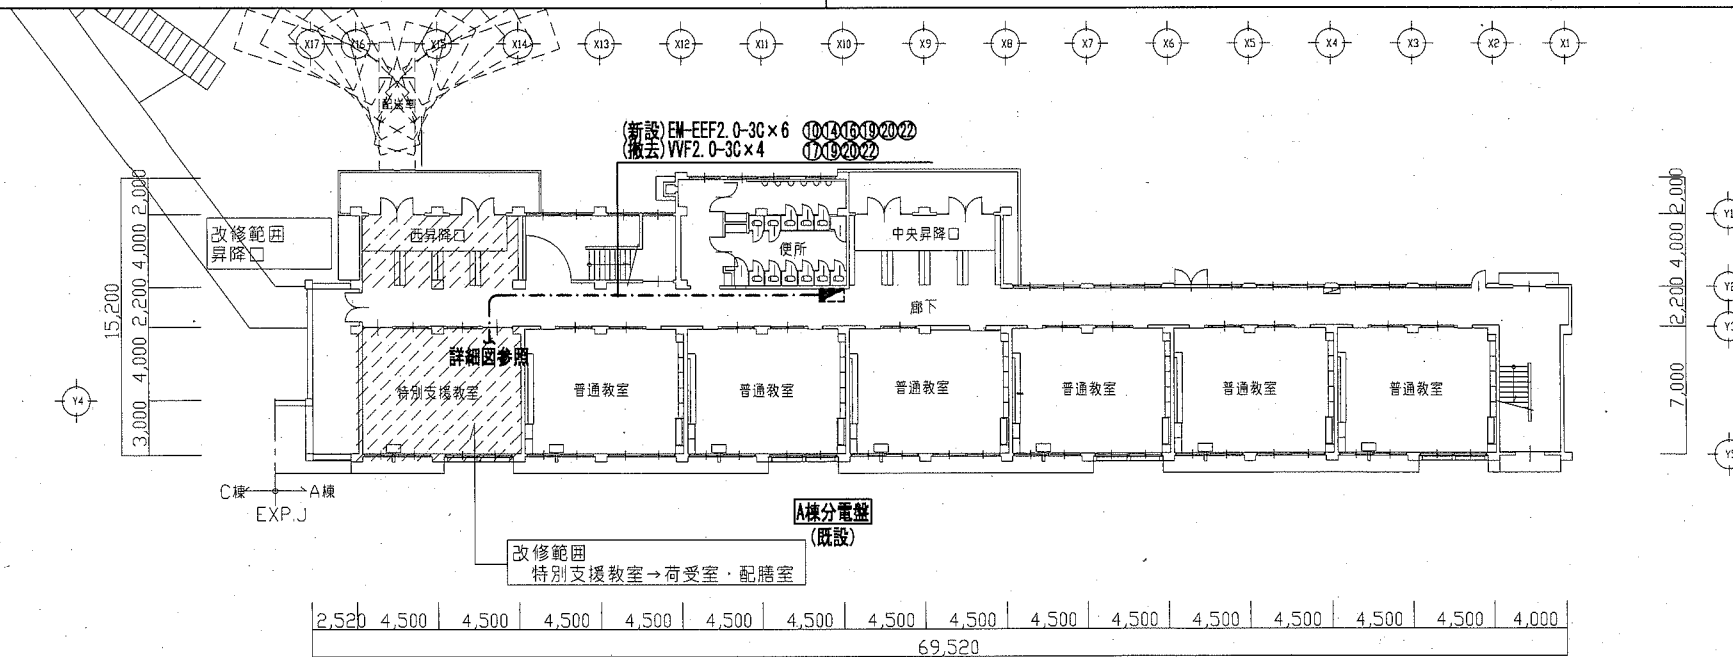 X17 X16 X15 X14 X13 X12 X11 X10 X9 X8 X7 X6 X5 X4 X3 X2 X1
配送車
(新設)EM-EEF2.0-3C×6 ⑩⑭⑯⑲⑳㉒
(撤去)VVF2.0-3C×4 ⑰⑲⑳㉒
改修範囲
昇降口
西昇降口
便所
中央昇降口
廊下
詳細図参照
特別支援教室
普通教室
普通教室
普通教室
普通教室
普通教室
普通教室
2,000
4,000
2,200
4,000
3,000
15,200
2,000
4,000
2,200
7,000
Y1
Y2
Y3
Y4
Y5
C棟
A棟
EXP.J
A棟分電盤
(既設)
改修範囲
特別支援教室→荷受室・配膳室
2,520 4,500 4,500 4,500 4,500 4,500 4,500 4,500 4,500 4,500 4,500 4,500 4,500 4,500 4,500 4,000
69,520